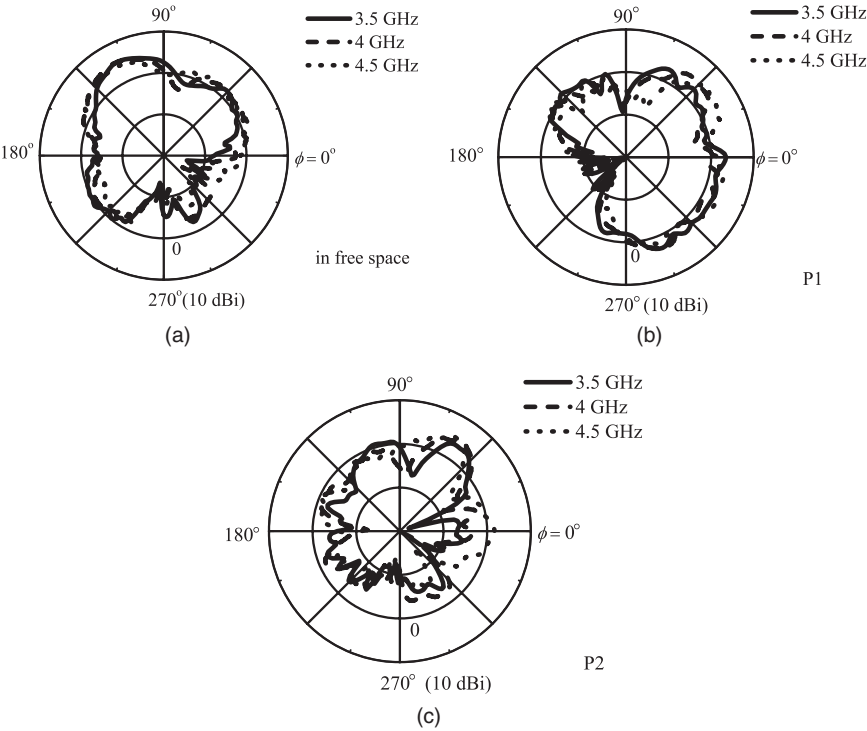 90°
3.5 GHz
4 GHz
4.5 GHz
180°
ϕ = 0°
0
in free space
270° (10 dBi)
(a)
90°
3.5 GHz
4 GHz
4.5 GHz
180°
ϕ = 0°
0
P1
270° (10 dBi)
(b)
90°
3.5 GHz
4 GHz
4.5 GHz
180°
ϕ = 0°
0
P2
270° (10 dBi)
(c)